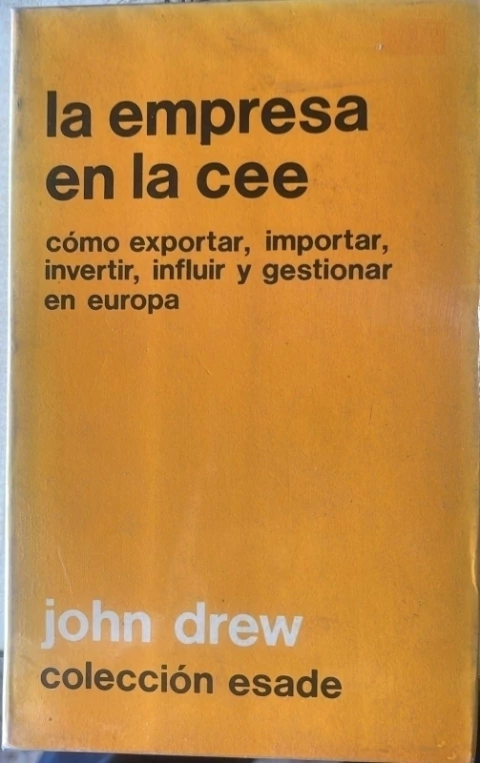 la empresa
en la cee
cómo exportar, importar,
invertir, influir y gestionar
en europa
john drew
colección esade